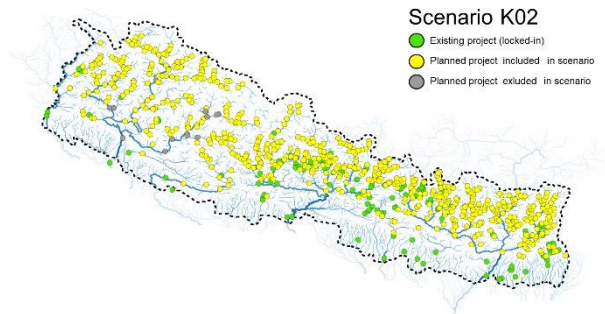 Scenario K02
Existing project (locked-in)
Planned project included in scenario
Planned project exluded in scenario